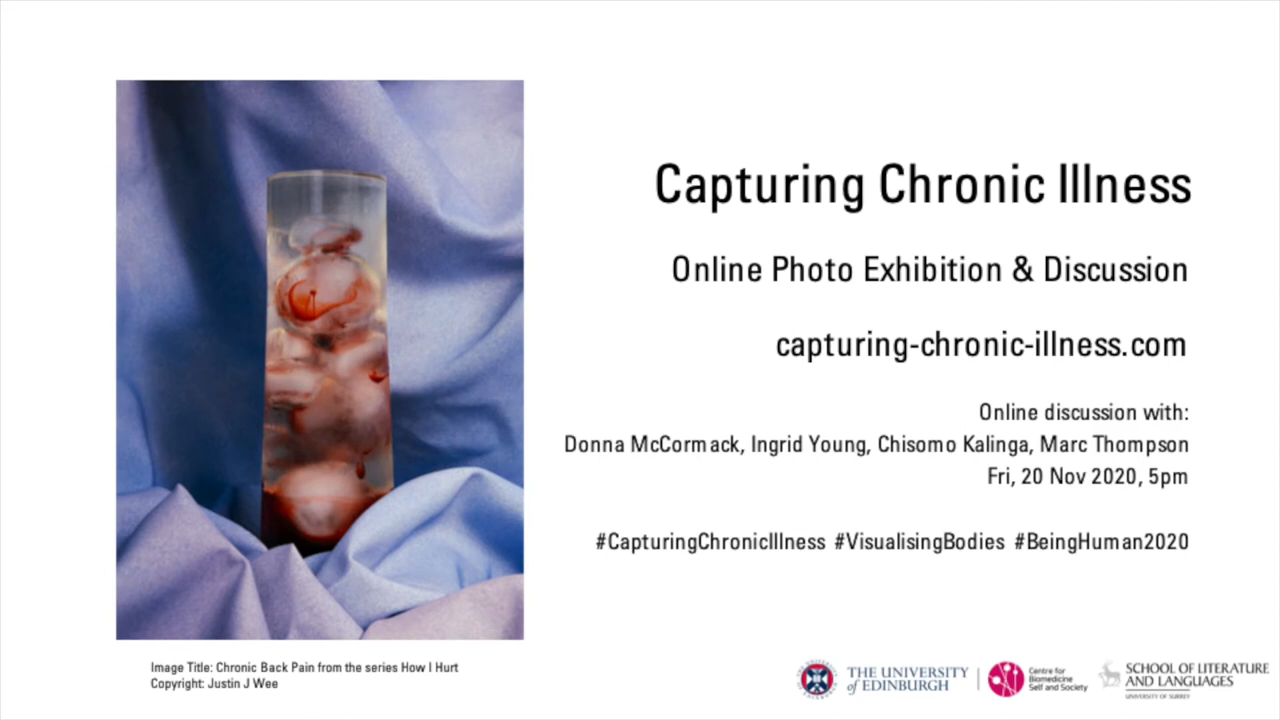 Capturing Chronic Illness
Online Photo Exhibition & Discussion
capturing-chronic-illness.com
Online discussion with:
Donna McCormack, Ingrid Young, Chisomo Kalinga, Marc Thompson
Fri, 20 Nov 2020, 5pm
#CapturingChronicIllness #VisualisingBodies #BeingHuman2020
Image Title: Chronic Back Pain from the series How I Hurt
Copyright: Justin J Wee
THE UNIVERSITY
of EDINBURGH
Centre for
Biomedicine
Self and Society
SCHOOL OF LITERATURE
AND LANGUAGES
UNIVERSITY OF SURREY